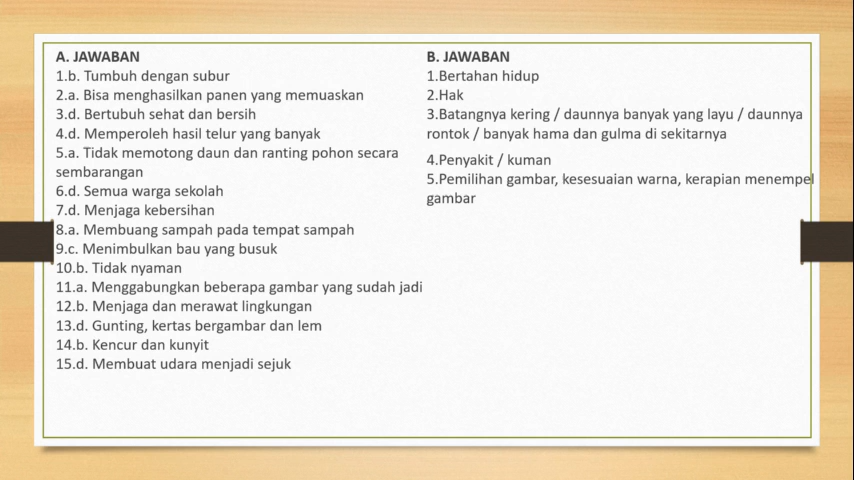 A. JAWABAN
1.b. Tumbuh dengan subur
2.a. Bisa menghasilkan panen yang memuaskan
3.d. Bertubuh sehat dan bersih
4.d. Memperoleh hasil telur yang banyak
5.a. Tidak memotong daun dan ranting pohon secara
sembarangan
6.d. Semua warga sekolah
7.d. Menjaga kebersihan
8.a. Membuang sampah pada tempat sampah
9.c. Menimbulkan bau yang busuk
10.b. Tidak nyaman
11.a. Menggabungkan beberapa gambar yang sudah jadi
12.b. Menjaga dan merawat lingkungan
13.d. Gunting, kertas bergambar dan lem
14.b. Kencur dan kunyit
15.d. Membuat udara menjadi sejuk
B. JAWABAN
1.Bertahan hidup
2.Hak
3.Batangnya kering / daunnya banyak yang layu / daunnya
rontok / banyak hama dan gulma di sekitarnya
4.Penyakit / kuman
5.Pemilihan gambar, kesesuaian warna, kerapian menempel
gambar